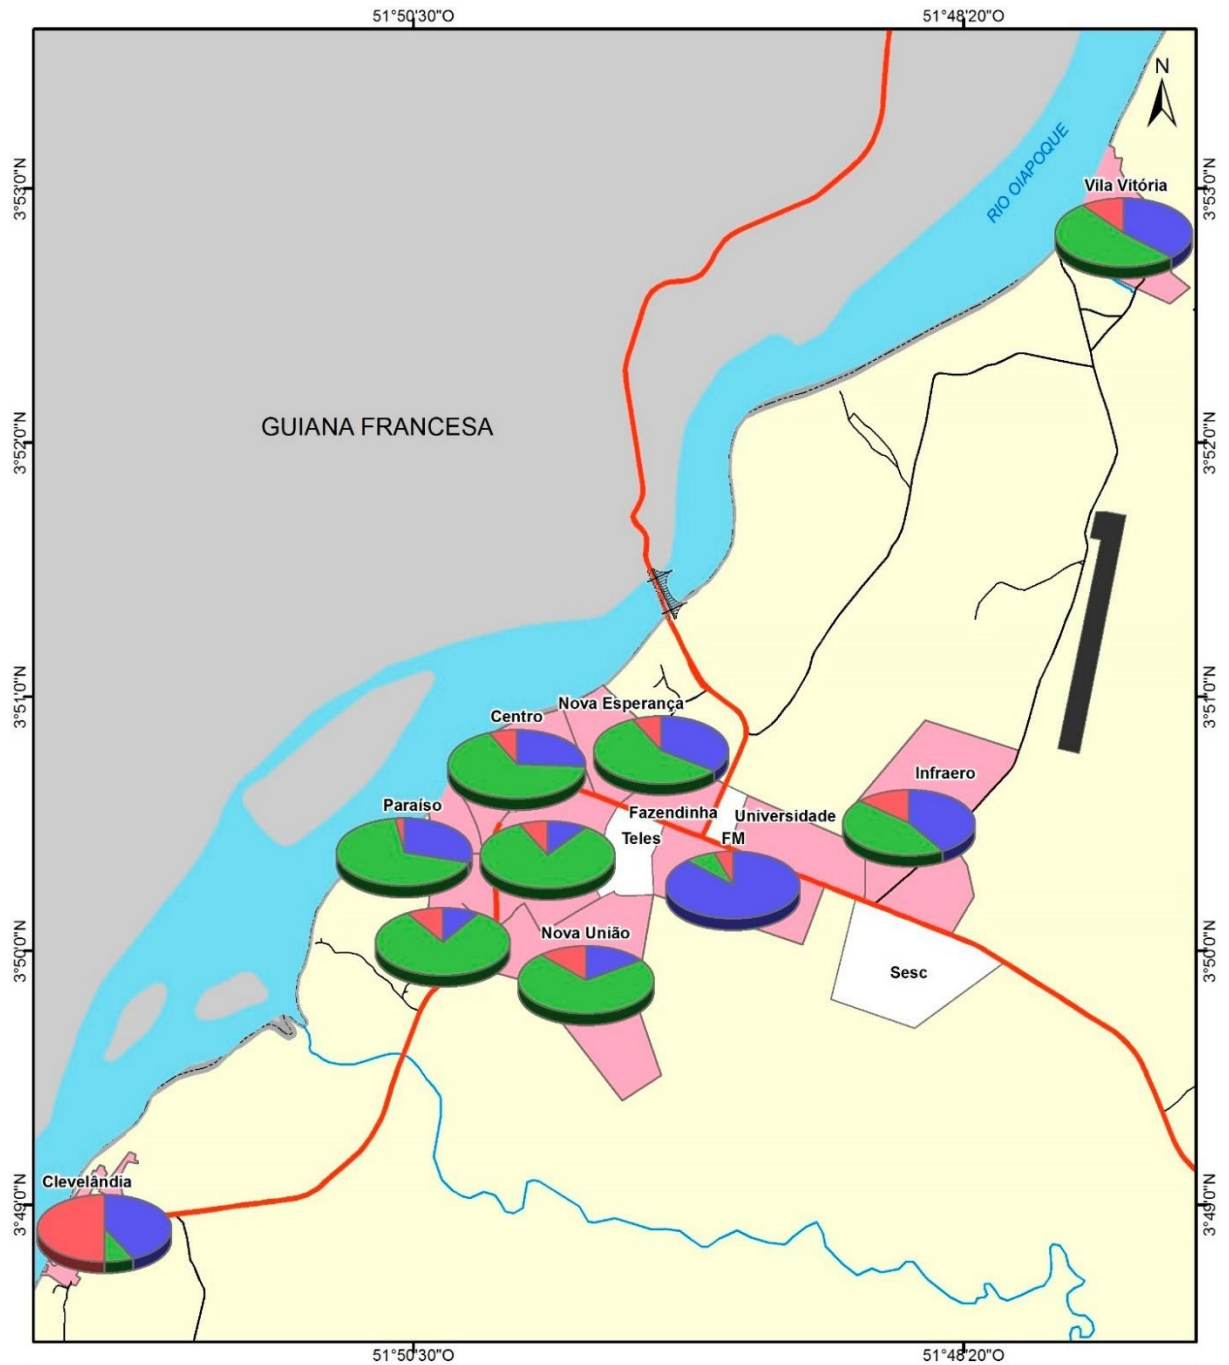 51°50'30"O
51°48'20"O
N
3°53'0"N
3°53'0"N
RIO OIAPOQUE
Vila Vitória
GUIANA FRANCESA
3°52'0"N
3°52'0"N
3°51'0"N
3°51'0"N
Nova Esperança
Centro
Infraero
Paraíso
Fazendinha
Universidade
Teles
FM
Nova União
3°50'0"N
3°50'0"N
Sesc
Clevelândia
3°49'0"N
3°49'0"N
51°50'30"O
51°48'20"O